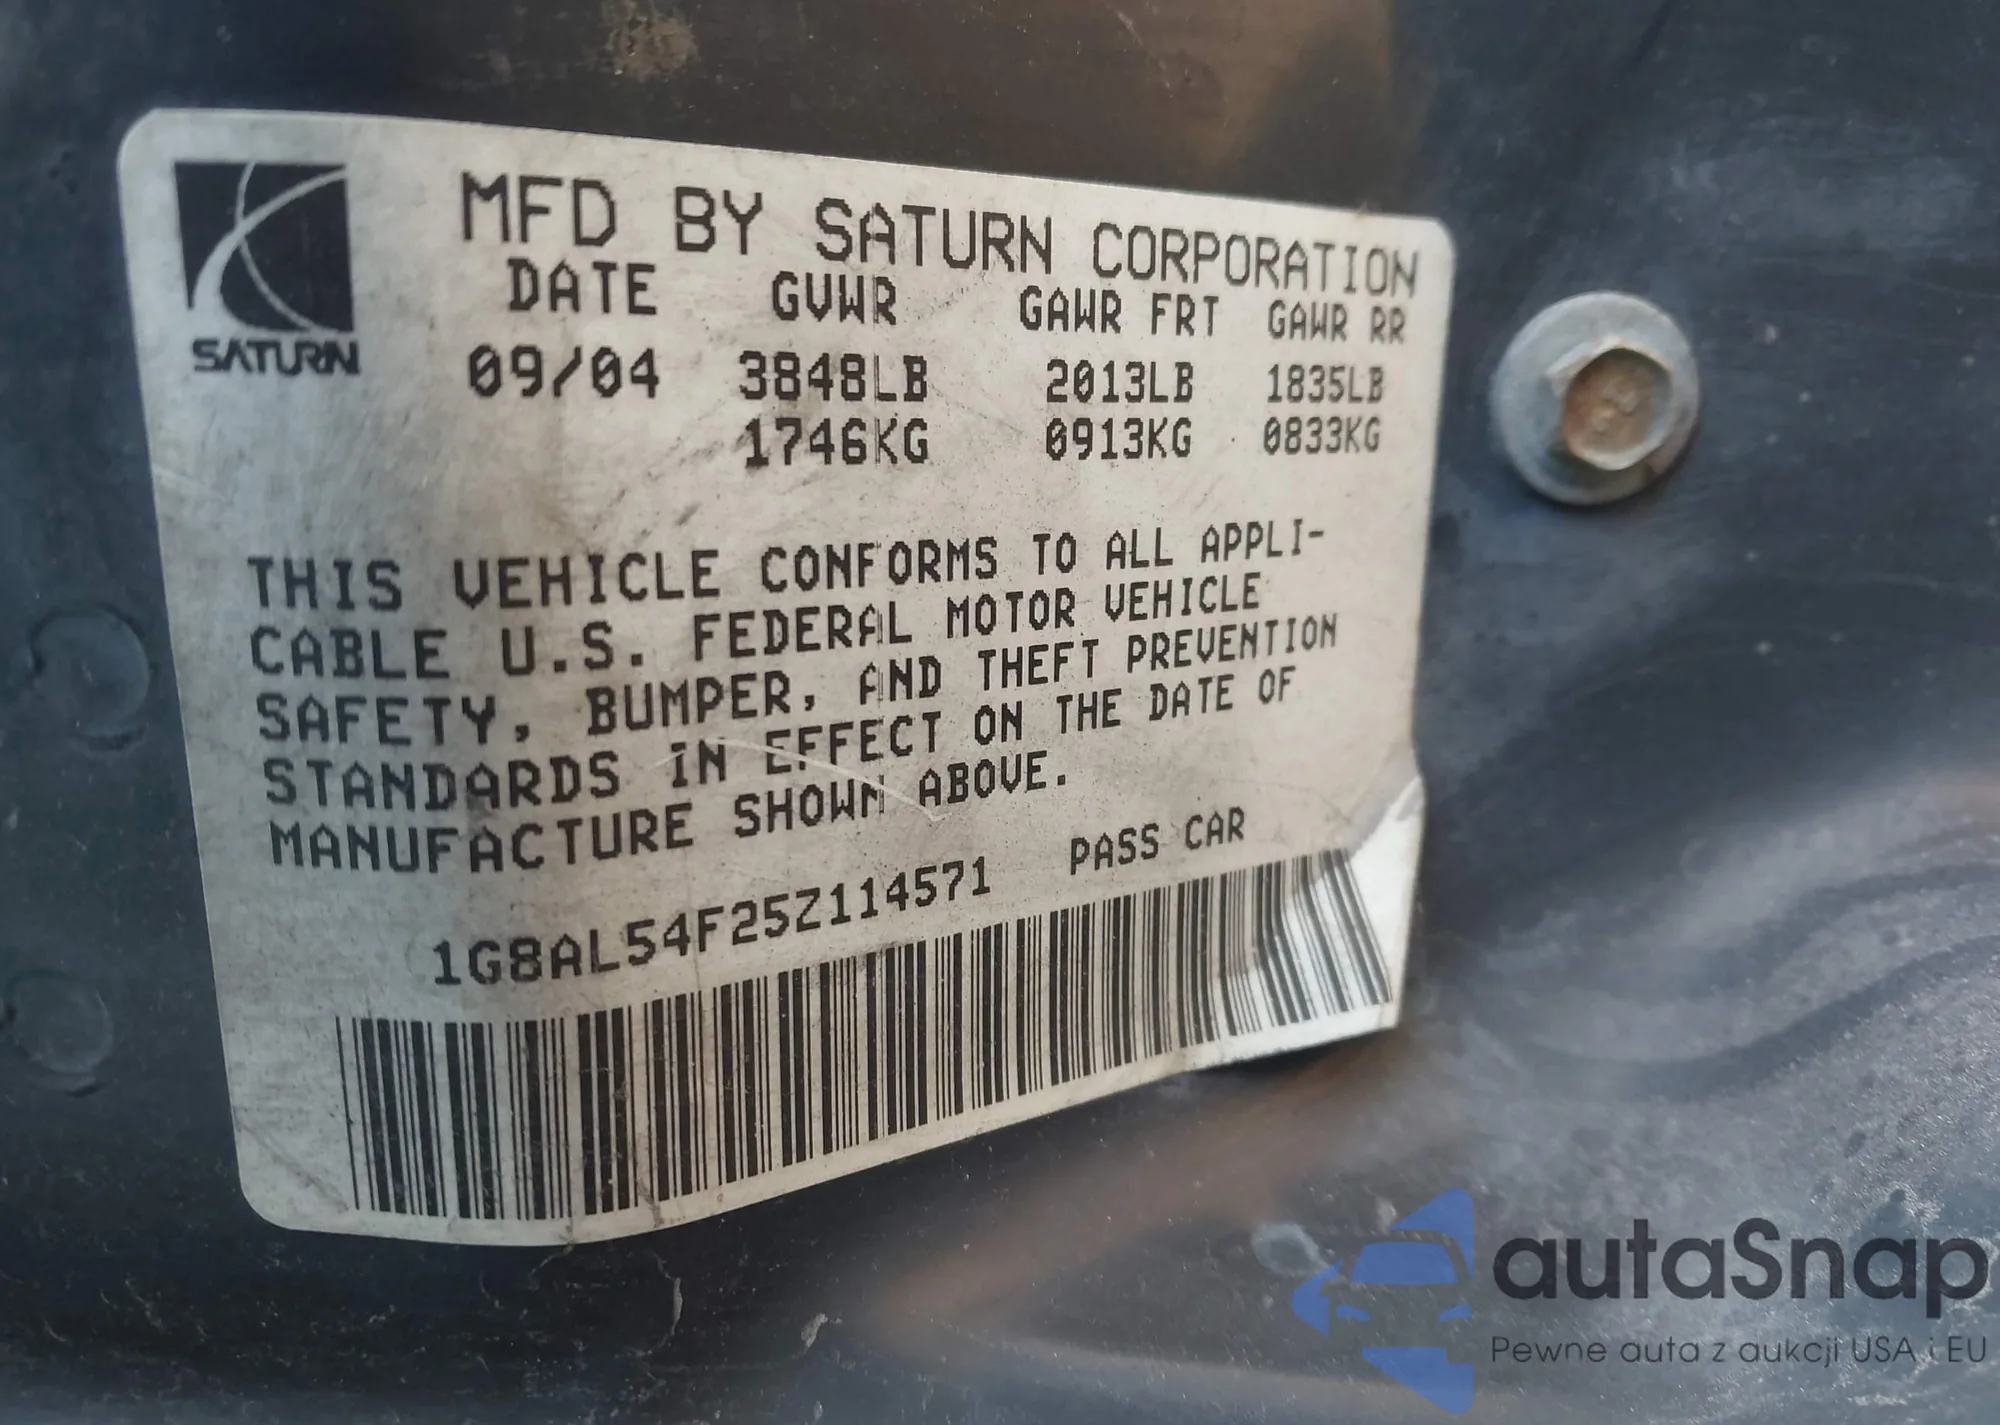 MFD BY SATURN CORPORATION
DATE GVWR GAWR FRT GAWR RR
SATURN
09/04 3848LB 2013LB 1835LB
1746KG 0913KG 0833KG
THIS VEHICLE CONFORMS TO ALL APPLI-
CABLE U.S. FEDERAL MOTOR VEHICLE
SAFETY, BUMPER, AND THEFT PREVENTION
STANDARDS IN EFFECT ON THE DATE OF
MANUFACTURE SHOWN ABOVE.
1G8AL54F25Z114571 PASS CAR
autaSnap
Pewne auta z aukcji USA i EU